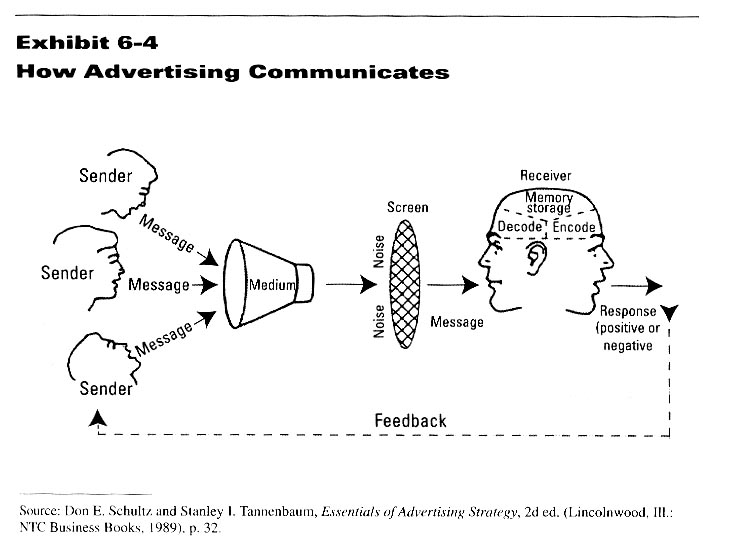 Exhibit 6-4
How Advertising Communicates
Sender
Message
Sender
Message
Message
Sender
Medium
Screen
Noise
Noise
Message
Receiver
Memory
storage
Decode
Encode
Response
(positive or
negative
Feedback
Source: Don E. Schultz and Stanley I. Tannenbaum, Essentials of Advertising Strategy, 2d ed. (Lincolnwood, Ill.:
NTC Business Books, 1989), p. 32.